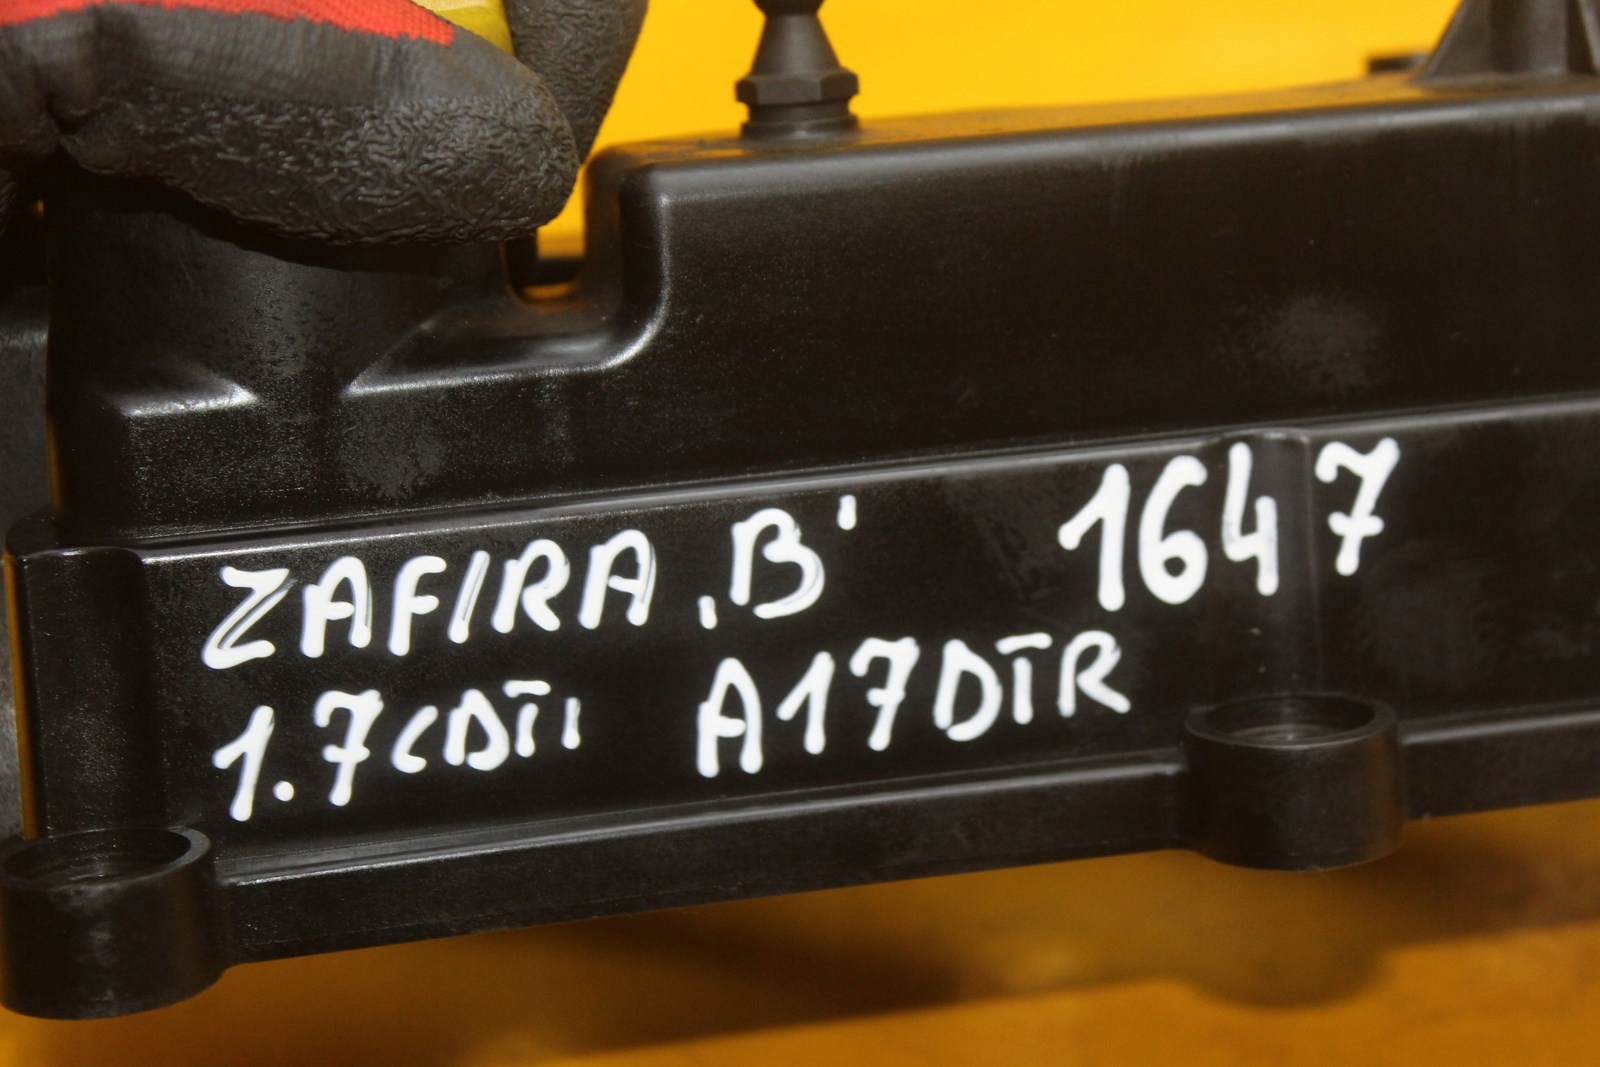 ZAFIRA ,B' 1647
1.7CDTI A17DTR